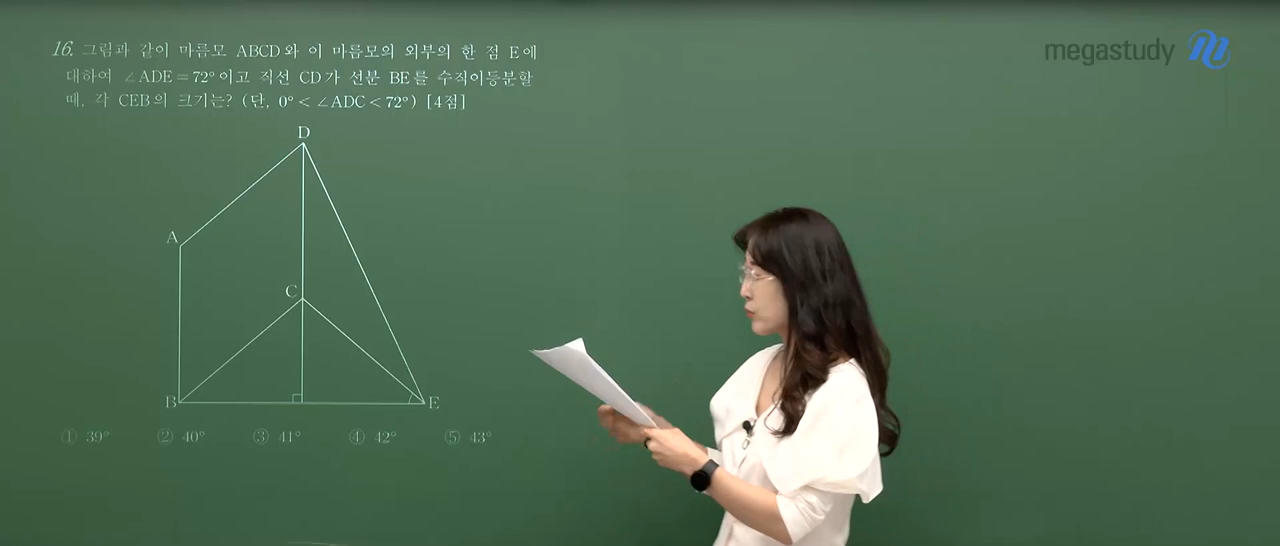 megastudy
16. 그림과 같이 마름모 ABCD와 이 마름모의 외부의 한 점 E에
대하여 ∠ADE=72°이고 직선 CD가 선분 BE를 수직이등분할
때, 각 CEB의 크기는? (단, 0°<∠ADC<72°) [4점]
D
A
C
B
E
① 39° ② 40° ③ 41° ④ 42° ⑤ 43°